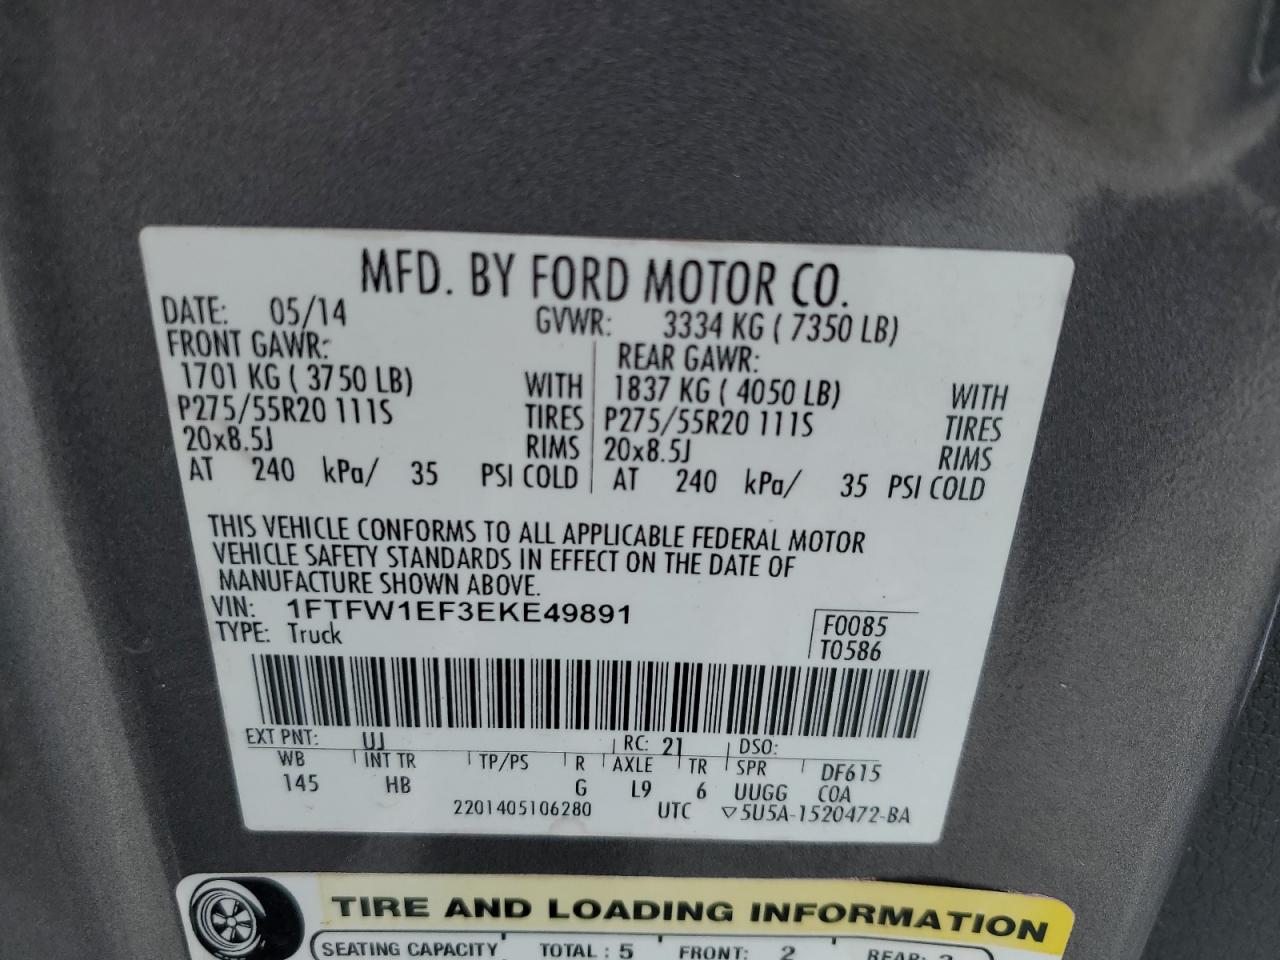 MFD. BY FORD MOTOR CO.
DATE: 05/14 GVWR: 3334 KG ( 7350 LB)
FRONT GAWR: REAR GAWR:
1701 KG ( 3750 LB) WITH 1837 KG ( 4050 LB) WITH
P275/55R20 111S TIRES P275/55R20 111S TIRES
20x8.5J RIMS 20x8.5J RIMS
AT 240 kPa/ 35 PSI COLD AT 240 kPa/ 35 PSI COLD
THIS VEHICLE CONFORMS TO ALL APPLICABLE FEDERAL MOTOR
VEHICLE SAFETY STANDARDS IN EFFECT ON THE DATE OF
MANUFACTURE SHOWN ABOVE.
VIN: 1FTFW1EF3EKE49891 F0085
TYPE: Truck T0586
EXT PNT: UJ RC: 21 DSO:
WB INT TR TP/PS R AXLE TR SPR DF615
145 HB G L9 6 UUGG COA
2201405106280 UTC ▽5U5A-1520472-BA
TIRE AND LOADING INFORMATION
SEATING CAPACITY TOTAL : 5 FRONT: 2 REAR: